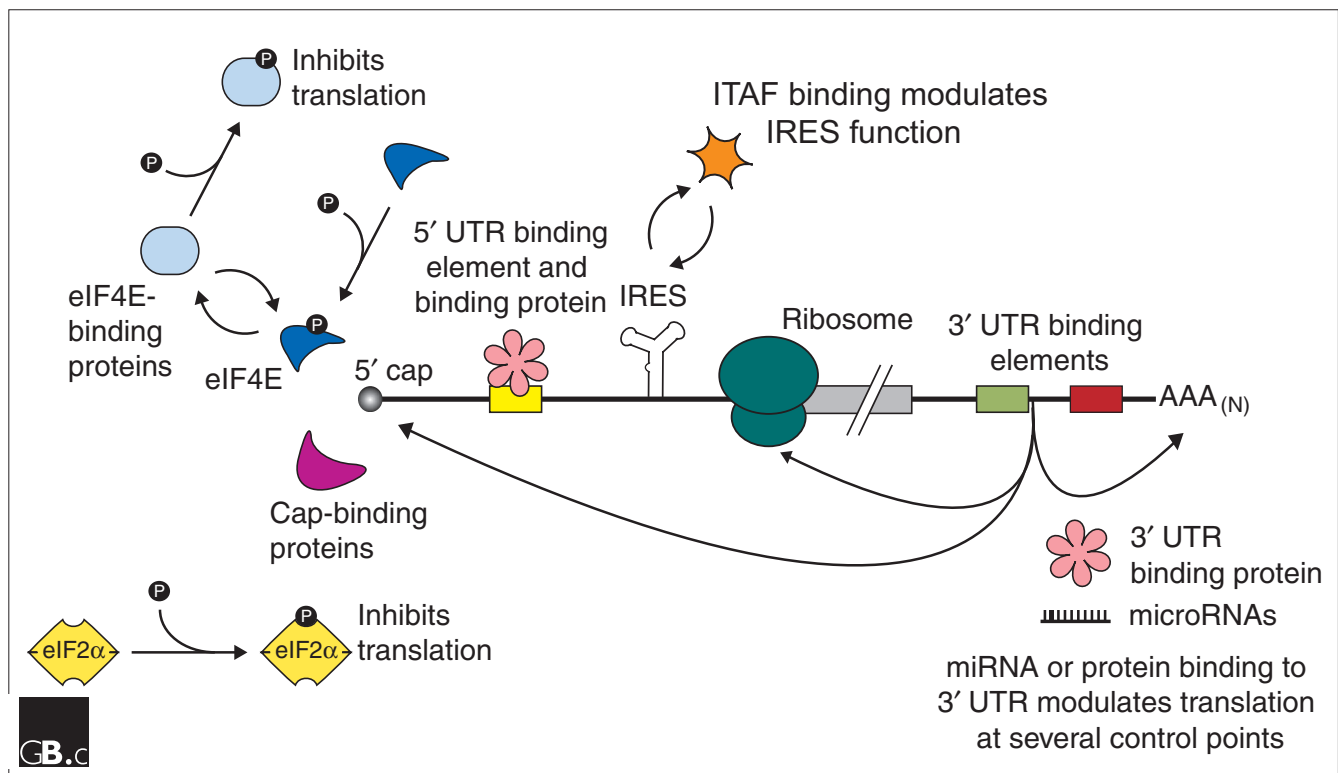 P
Inhibits
translation
P
ITAF binding modulates
IRES function
P
5′ UTR binding
element and
binding protein
eIF4E-
binding
proteins
P
eIF4E
IRES
Ribosome
3′ UTR binding
elements
5′ cap
AAA(N)
Cap-binding
proteins
3′ UTR
binding protein
microRNAs
miRNA or protein binding to
3′ UTR modulates translation
at several control points
P
eIF2α
P
eIF2α
Inhibits
translation
GB.c